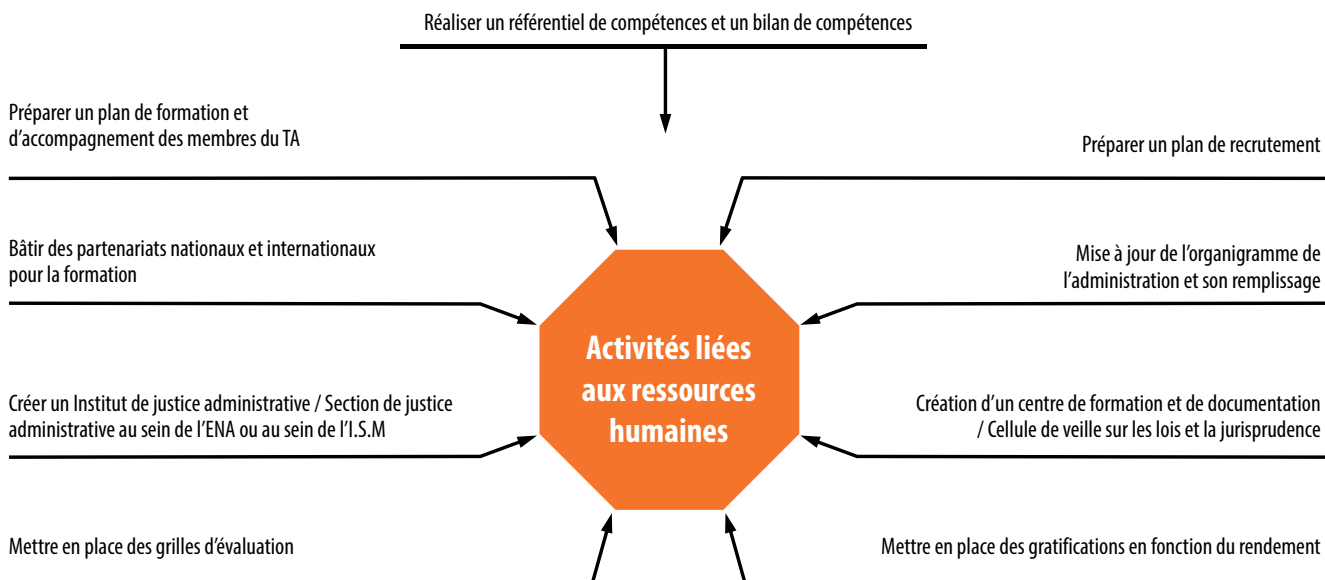 Réaliser un référentiel de compétences et un bilan de compétences
Préparer un plan de formation et
d’accompagnement des membres du TA
Préparer un plan de recrutement
Bâtir des partenariats nationaux et internationaux
pour la formation
Mise à jour de l’organigramme de
l’administration et son remplissage
Activités liées
aux ressources
humaines
Créer un Institut de justice administrative / Section de justice
administrative au sein de l’ENA ou au sein de l’I.S.M
Création d’un centre de formation et de documentation
/ Cellule de veille sur les lois et la jurisprudence
Mettre en place des grilles d’évaluation
Mettre en place des gratifications en fonction du rendement